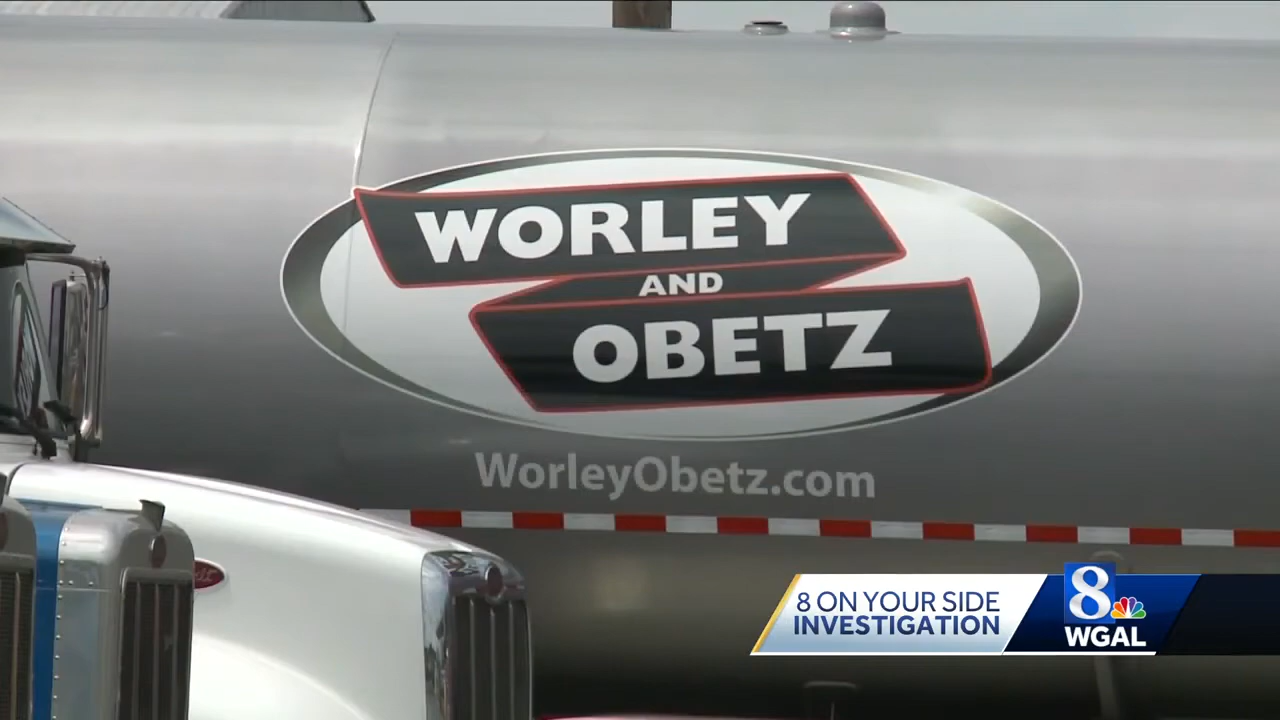 WORLEY
AND
OBETZ
WorleyObetz.com
8 ON YOUR SIDE
INVESTIGATION
8
WGAL